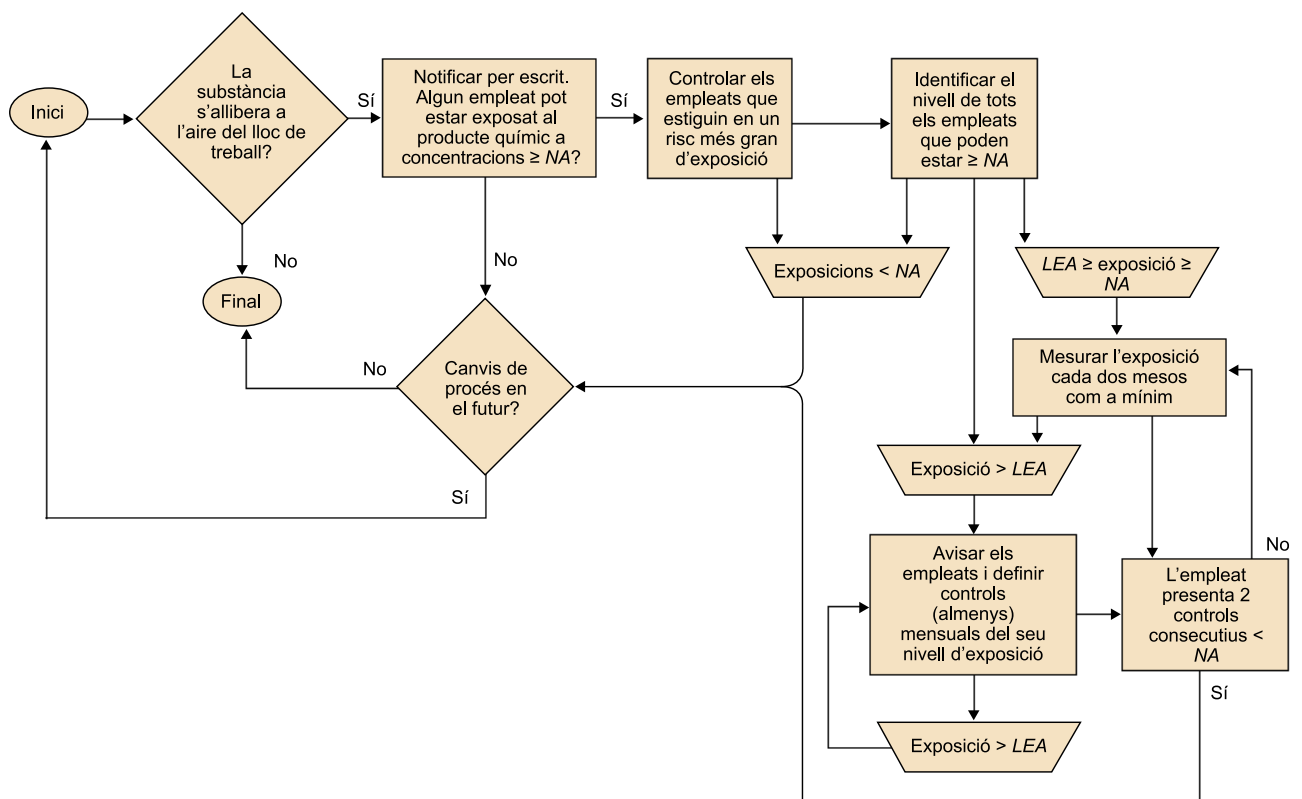 Inici
La
substància
s’allibera a
l’aire del lloc de
treball?
Sí
Notificar per escrit.
Algun empleat pot
estar exposat al
producte químic a
concentracions ≥ NA?
Sí
Controlar els
empleats que
estiguin en un
risc més gran
d’exposició
Identificar el
nivell de tots
els empleats
que poden
estar ≥ NA
No
Final
No
Exposicions < NA
LEA ≥ exposició ≥
NA
No
Canvis de
procés en
el futur?
Sí
Mesurar l’exposició
cada dos mesos
com a mínim
Exposició > LEA
Avisar els
empleats i definir
controls
(almenys)
mensuals del seu
nivell d’exposició
No
L’empleat
presenta 2
controls
consecutius <
NA
Sí
Exposició > LEA